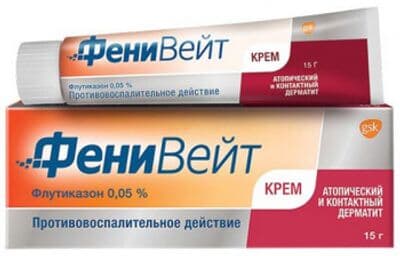 ФениВейт
КРЕМ
15 Г
Флутиказон 0,05 %
Противовоспалительное действие
АТОПИЧЕСКИЙ
И КОНТАКТНЫЙ
ДЕРМАТИТ
gsk
ФениВейт
Флутиказон 0,05 %
КРЕМ
АТОПИЧЕСКИЙ
И КОНТАКТНЫЙ
ДЕРМАТИТ
Противовоспалительное действие
15 г